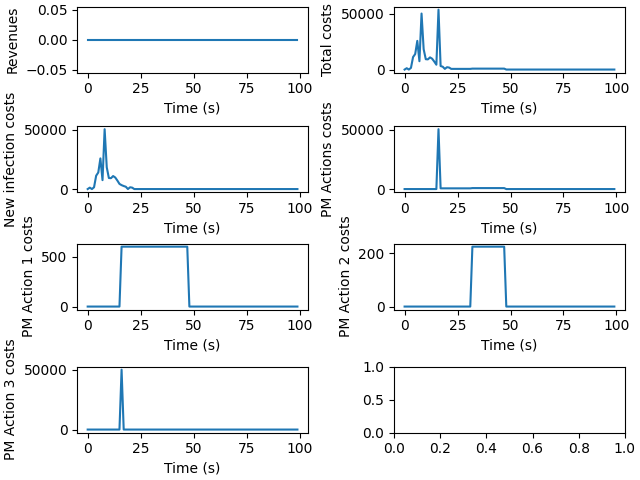 Revenues
0.05
0.00
−0.05
0 25 50 75 100
Time (s)
Total costs
50000
0
0 25 50 75 100
Time (s)
New infection costs
50000
0
0 25 50 75 100
Time (s)
PM Actions costs
50000
0
0 25 50 75 100
Time (s)
PM Action 1 costs
500
0
0 25 50 75 100
Time (s)
PM Action 2 costs
200
0
0 25 50 75 100
Time (s)
PM Action 3 costs
50000
0
0 25 50 75 100
Time (s)
1.0
0.5
0.0
0.0 0.2 0.4 0.6 0.8 1.0